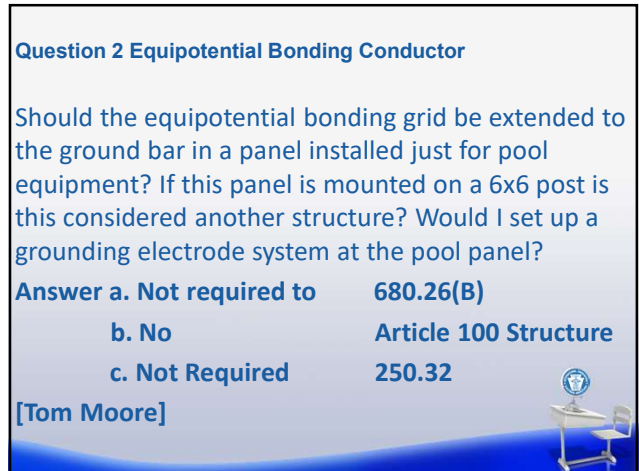 Question 2 Equipotential Bonding Conductor
Should the equipotential bonding grid be extended to
the ground bar in a panel installed just for pool
equipment? If this panel is mounted on a 6x6 post is
this considered another structure? Would I set up a
grounding electrode system at the pool panel?
Answer a. Not required to 680.26(B)
b. No Article 100 Structure
c. Not Required 250.32
[Tom Moore]